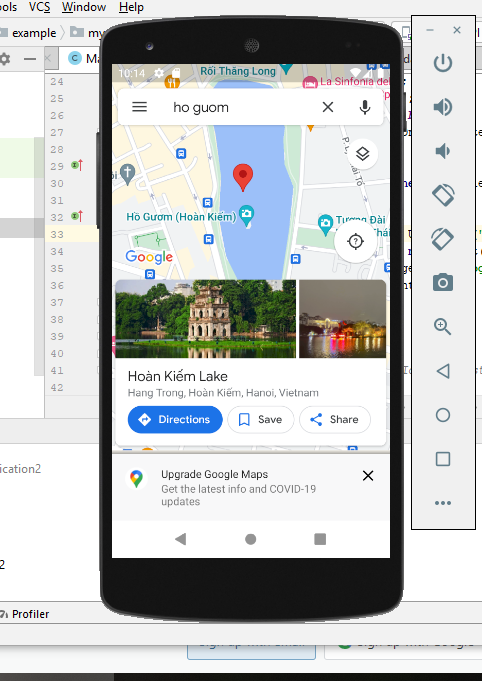 ols VCS Window Help
example
my
24
25
26
27
28
29
30
31
32
33
34
35
36
37
38
39
40
41
42
10:14
Rối Thăng Long
La Sinfonia de
ho guom
Hồ Gươm (Hoàn Kiếm)
Tượng Đài
Google
Hoàn Kiếm Lake
Hang Trong, Hoàn Kiếm, Hanoi, Vietnam
Directions
Save
Share
Upgrade Google Maps
Get the latest info and COVID-19
updates
ication2
2
Profiler